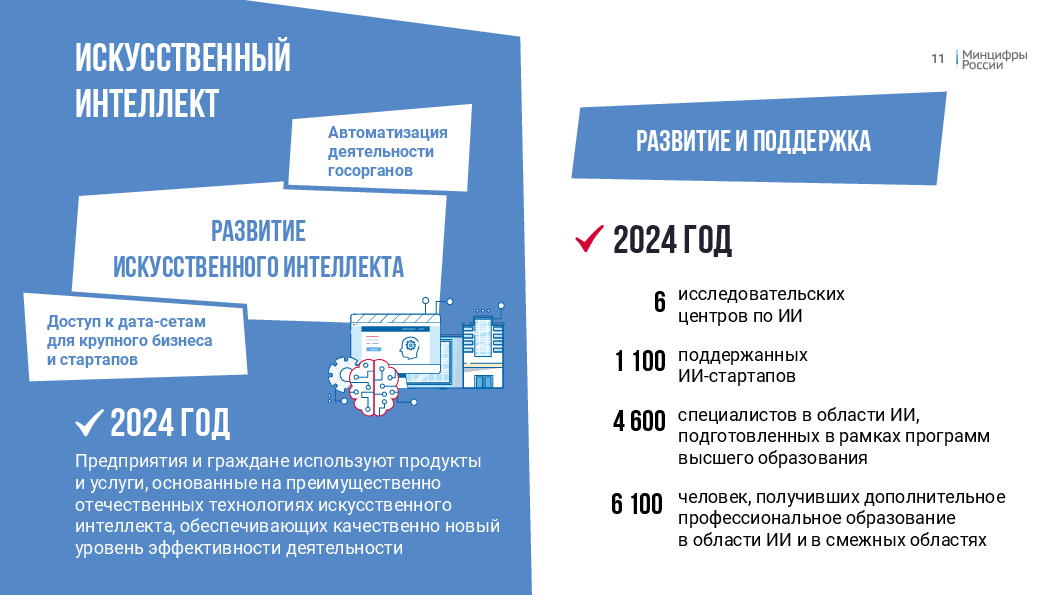 ИСКУССТВЕННЫЙ
ИНТЕЛЛЕКТ
Автоматизация
деятельности
госорганов
РАЗВИТИЕ
ИСКУССТВЕННОГО ИНТЕЛЛЕКТА
Доступ к дата-сетам
для крупного бизнеса
и стартапов
2024 ГОД
Предприятия и граждане используют продукты
и услуги, основанные на преимущественно
отечественных технологиях искусственного
интеллекта, обеспечивающих качественно новый
уровень эффективности деятельности
11
Минцифры
России
РАЗВИТИЕ И ПОДДЕРЖКА
2024 ГОД
6 исследовательских
центров по ИИ
1 100 поддержанных
ИИ-стартапов
4 600 специалистов в области ИИ,
подготовленных в рамках программ
высшего образования
6 100 человек, получивших дополнительное
профессиональное образование
в области ИИ и в смежных областях